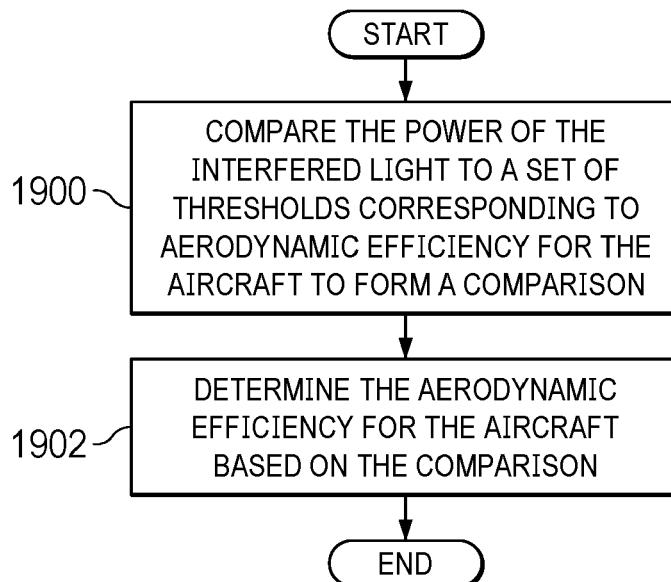 START
1900
COMPARE THE POWER OF THE
INTERFERED LIGHT TO A SET OF
THRESHOLDS CORRESPONDING TO
AERODYNAMIC EFFICIENCY FOR THE
AIRCRAFT TO FORM A COMPARISON
1902
DETERMINE THE AERODYNAMIC
EFFICIENCY FOR THE AIRCRAFT
BASED ON THE COMPARISON
END